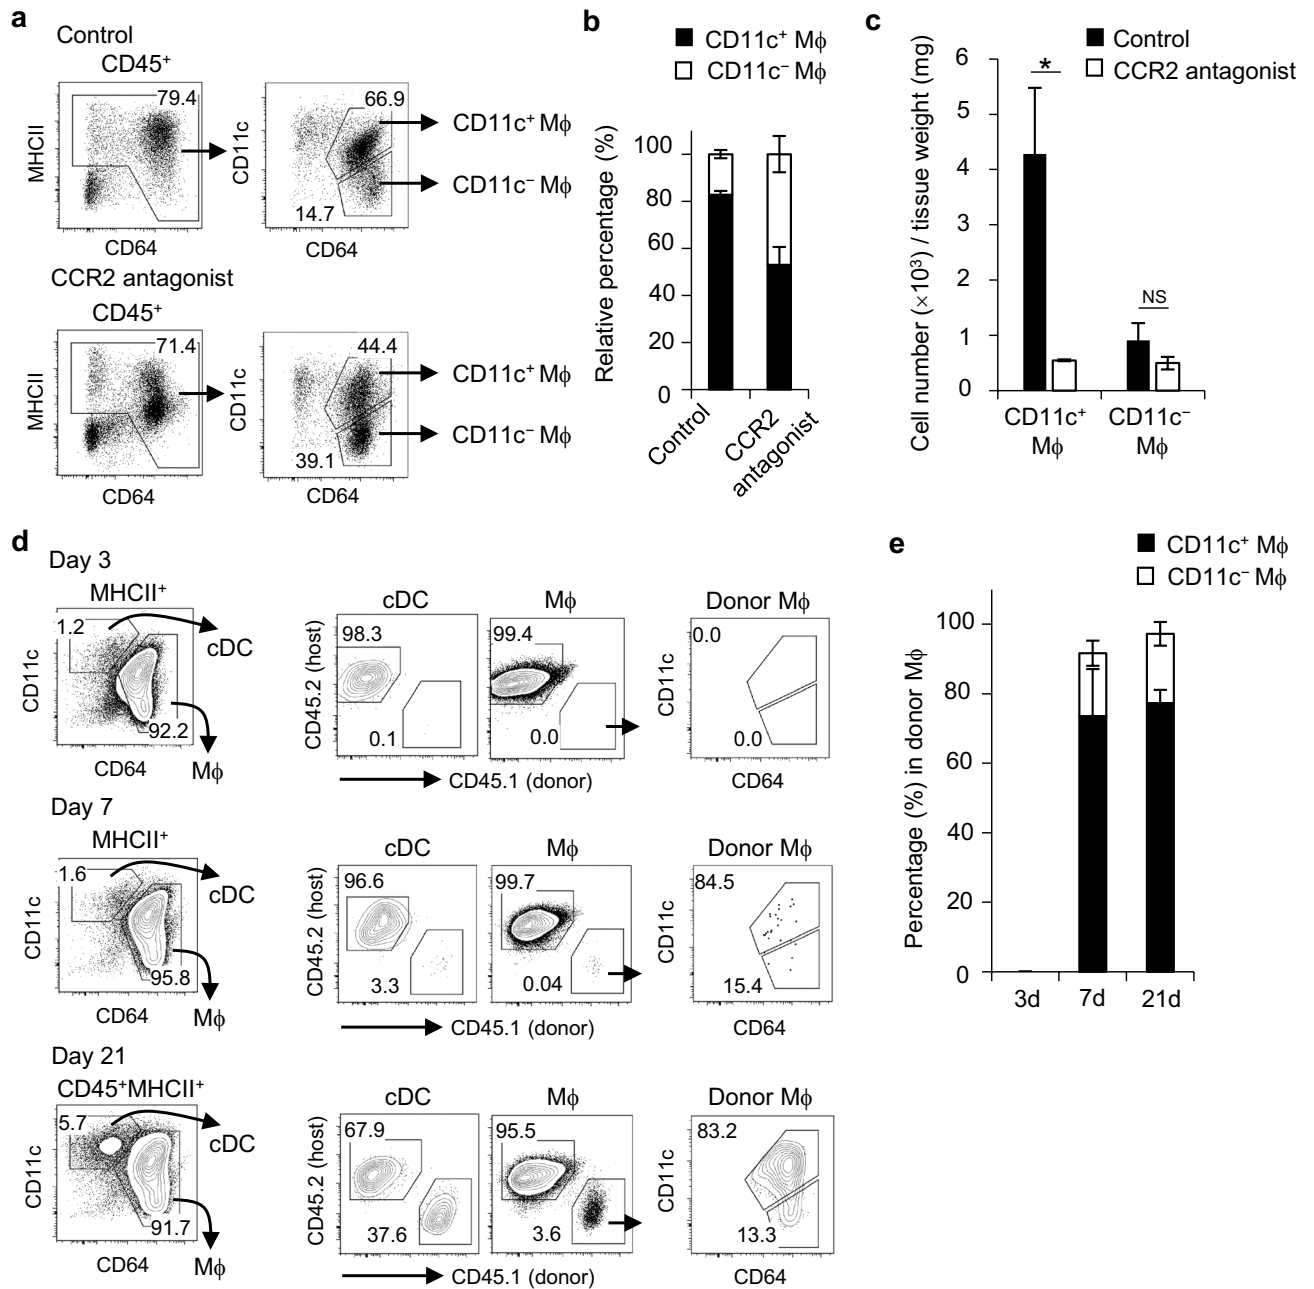 a
Control
CD45⁺
79.4
MHCII
CD64
66.9
CD11c
14.7
CD64
CD11c⁺ Mϕ
CD11c⁻ Mϕ
CCR2 antagonist
CD45⁺
71.4
MHCII
CD64
44.4
CD11c
39.1
CD64
CD11c⁺ Mϕ
CD11c⁻ Mϕ
b
CD11c⁺ Mϕ
CD11c⁻ Mϕ
Relative percentage (%)
100
80
60
40
20
0
Control
CCR2
antagonist
c
Control
CCR2 antagonist
Cell number (×10³) / tissue weight (mg)
6
5
4
3
2
1
0
*
NS
CD11c⁺
Mϕ
CD11c⁻
Mϕ
d
Day 3
MHCII⁺
1.2
cDC
CD11c
92.2
CD64
Mϕ
cDC
98.3
CD45.2 (host)
0.1
Mϕ
99.4
0.0
CD45.1 (donor)
Donor Mϕ
0.0
CD11c
0.0
CD64
Day 7
MHCII⁺
1.6
cDC
CD11c
95.8
CD64
Mϕ
cDC
96.6
CD45.2 (host)
3.3
Mϕ
99.7
0.04
CD45.1 (donor)
Donor Mϕ
84.5
CD11c
15.4
CD64
Day 21
CD45⁺MHCII⁺
5.7
cDC
CD11c
91.7
CD64
Mϕ
cDC
67.9
CD45.2 (host)
37.6
Mϕ
95.5
3.6
CD45.1 (donor)
Donor Mϕ
83.2
CD11c
13.3
CD64
e
CD11c⁺ Mϕ
CD11c⁻ Mϕ
Percentage (%) in donor Mϕ
100
80
60
40
20
0
3d
7d
21d